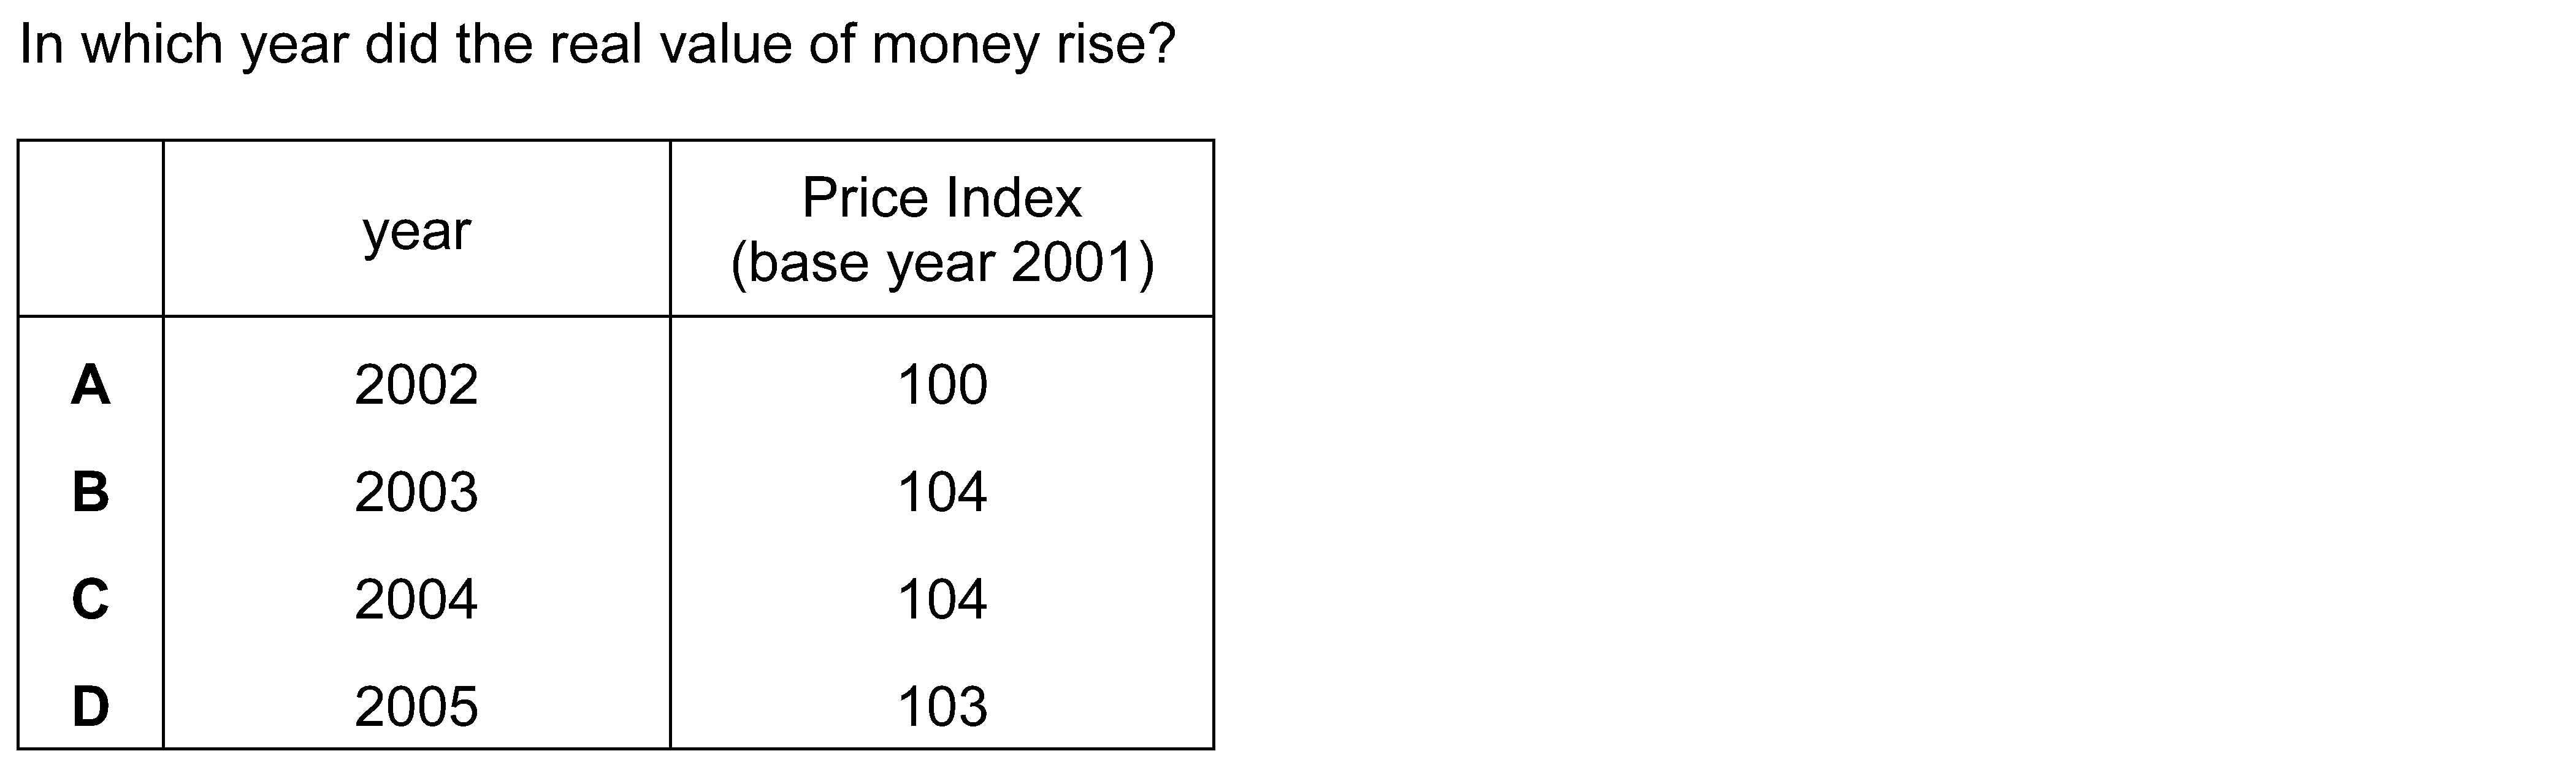 In which year did the real value of money rise?
year
Price Index
(base year 2001)
A 2002 100
B 2003 104
C 2004 104
D 2005 103